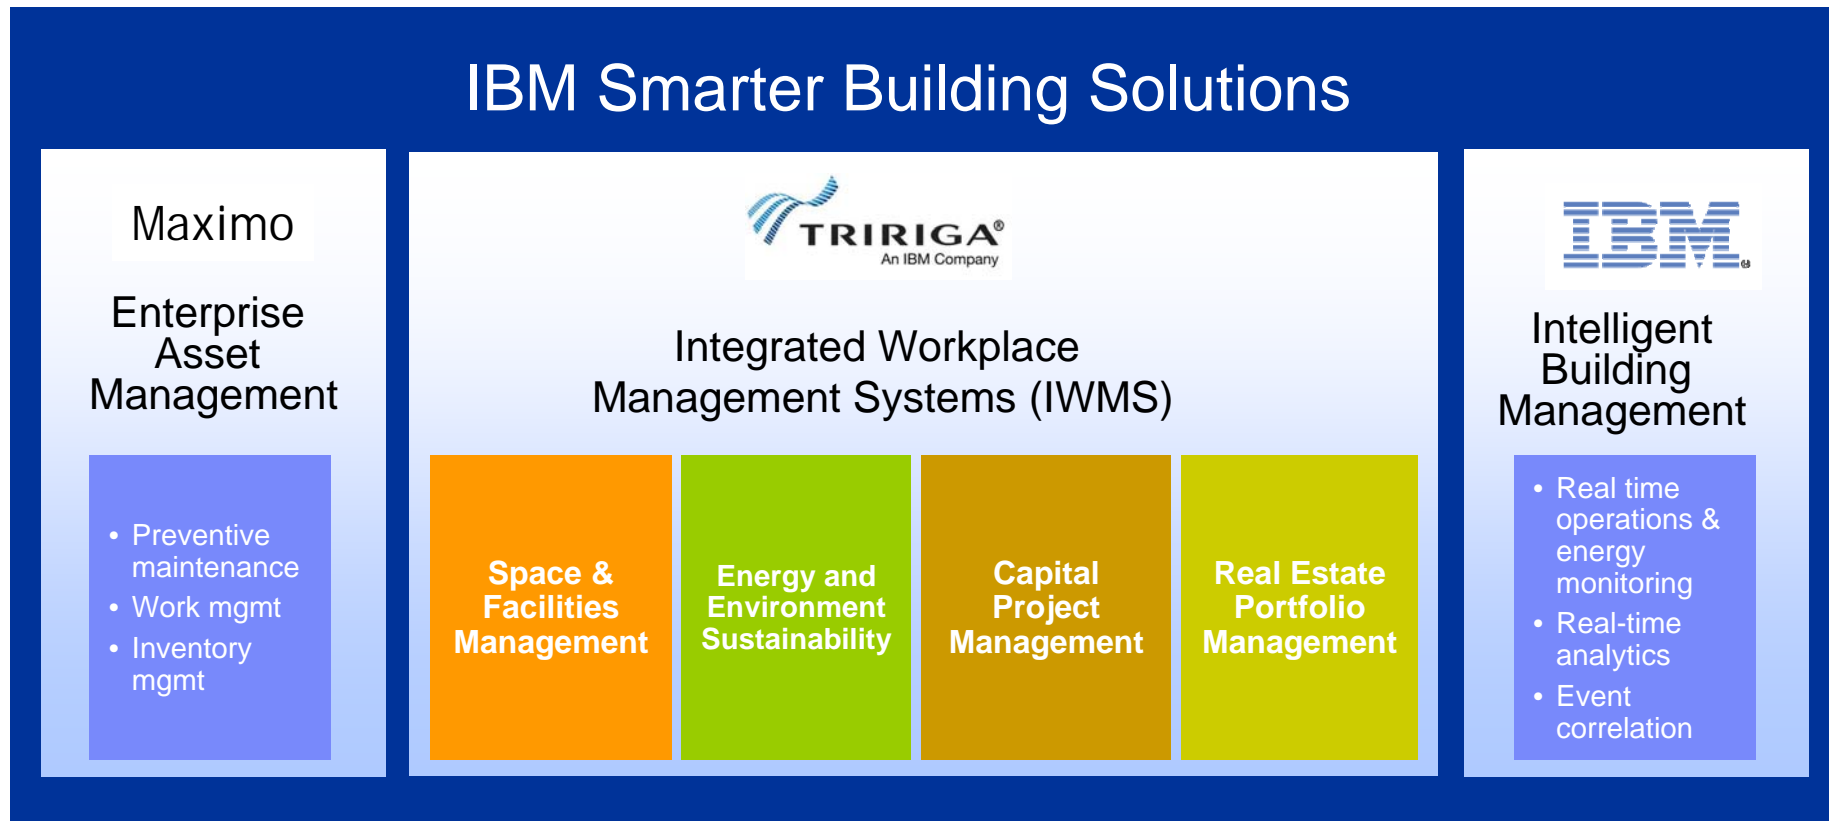 IBM Smarter Building Solutions
Maximo
Enterprise
Asset
Management
• Preventive
maintenance
• Work mgmt
• Inventory
mgmt
TRIRIGA®
An IBM Company
Integrated Workplace
Management Systems (IWMS)
Space &
Facilities
Management
Energy and
Environment
Sustainability
Capital
Project
Management
Real Estate
Portfolio
Management
IBM®
Intelligent
Building
Management
• Real time
operations &
energy
monitoring
• Real-time
analytics
• Event
correlation